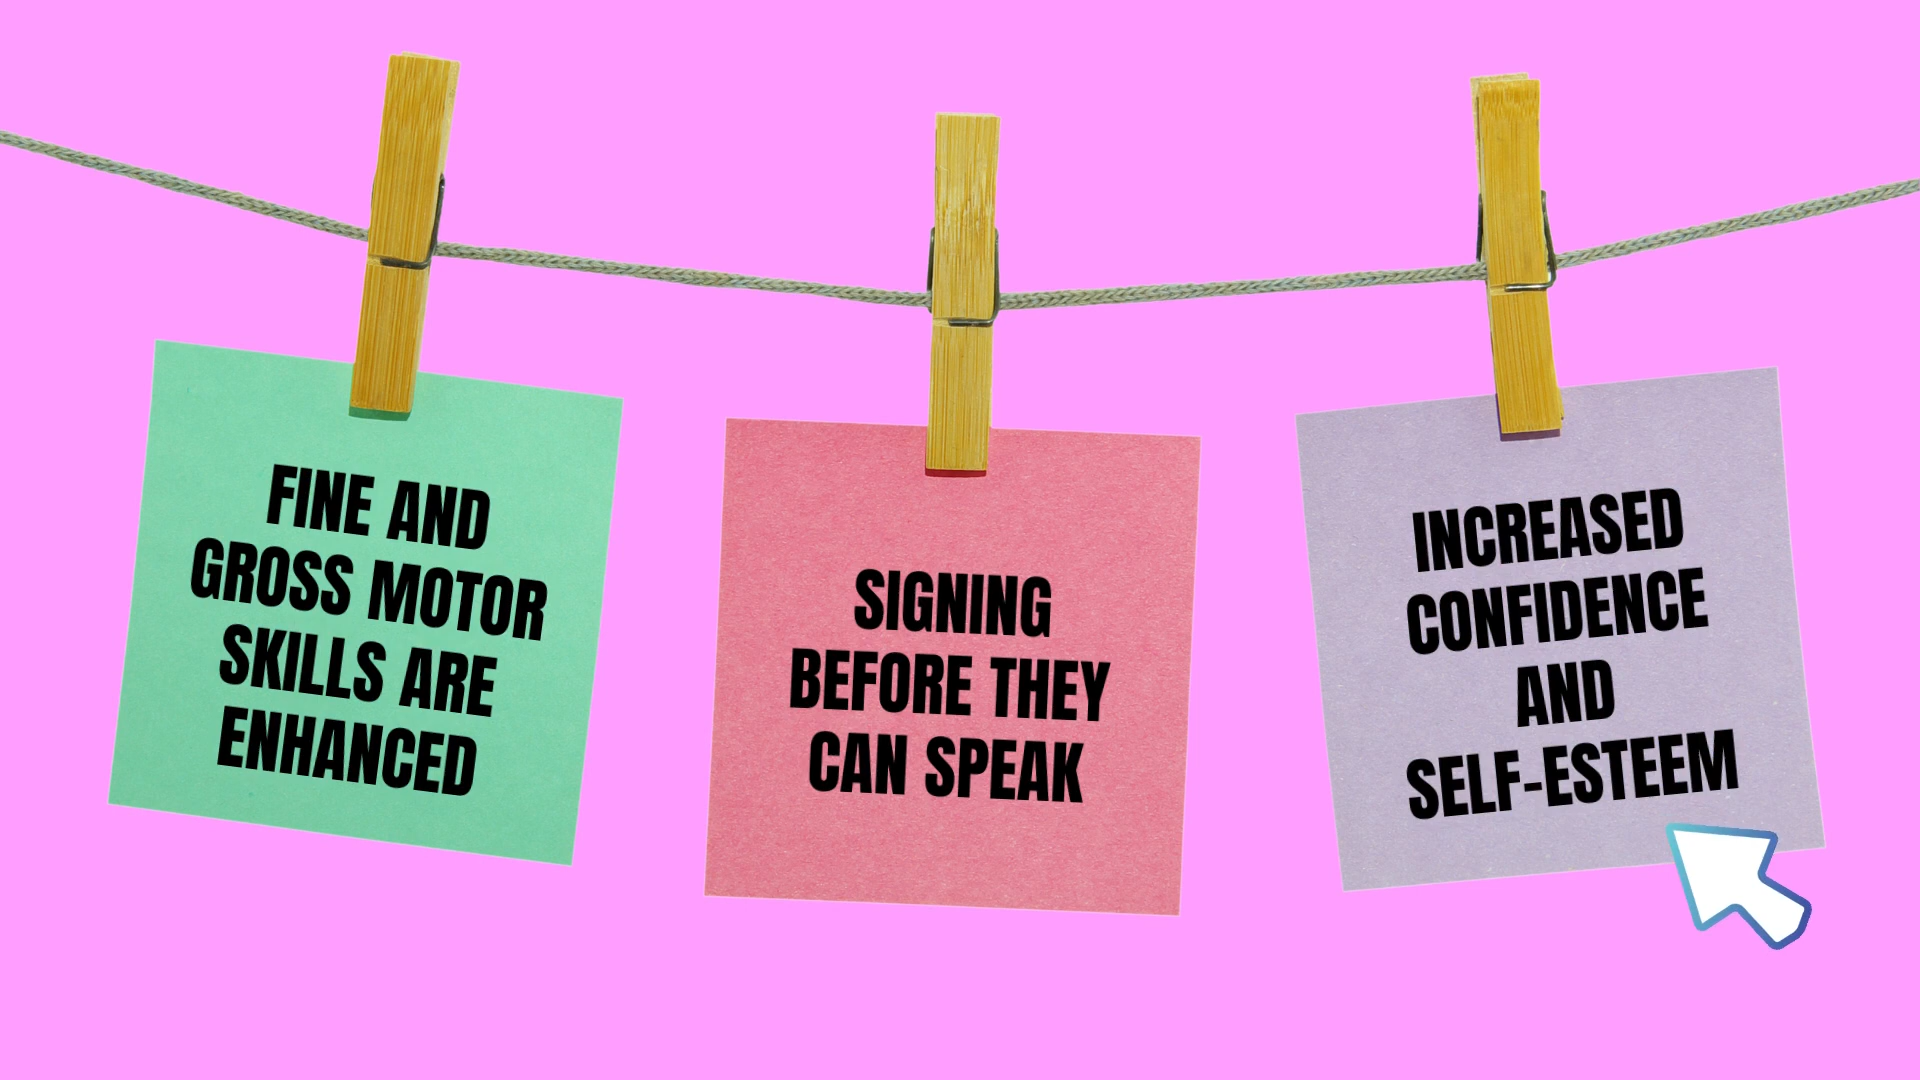 FINE AND
GROSS MOTOR
SKILLS ARE
ENHANCED
SIGNING
BEFORE THEY
CAN SPEAK
INCREASED
CONFIDENCE
AND
SELF-ESTEEM